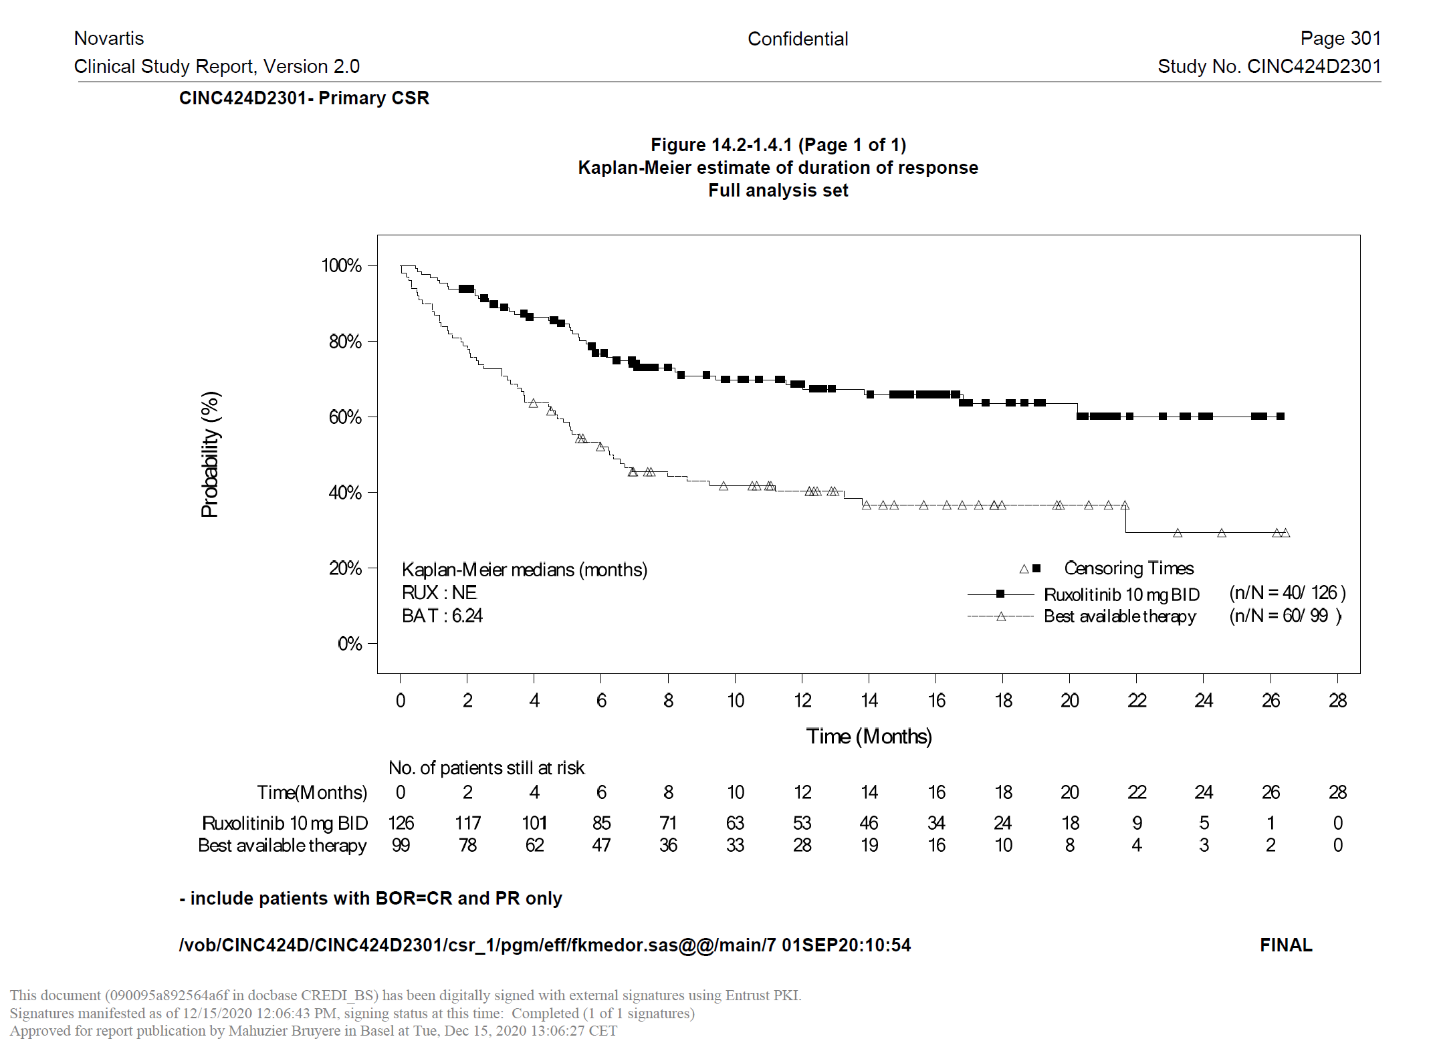 Novartis Confidential Page 301
Clinical Study Report, Version 2.0 Study No. CINC424D2301
CINC424D2301- Primary CSR
Figure 14.2-1.4.1 (Page 1 of 1)
Kaplan-Meier estimate of duration of response
Full analysis set
Probability (%)
100%
80%
60%
40%
20%
0%
Kaplan-Meier medians (months)
RUX : NE
BAT : 6.24
Censoring Times
Ruxolitinib 10 mg BID (n/N = 40/ 126 )
Best available therapy (n/N = 60/ 99 )
0 2 4 6 8 10 12 14 16 18 20 22 24 26 28
Time (Months)
No. of patients still at risk
Time(Months) 0 2 4 6 8 10 12 14 16 18 20 22 24 26 28
Ruxolitinib 10 mg BID 126 117 101 85 71 63 53 46 34 24 18 9 5 1 0
Best available therapy 99 78 62 47 36 33 28 19 16 10 8 4 3 2 0
- include patients with BOR=CR and PR only
/vob/CINC424D/CINC424D2301/csr_1/pgm/eff/fkmedor.sas@@/main/7 01SEP20:10:54 FINAL
This document (090095a892564a6f in docbase CREDI_BS) has been digitally signed with external signatures using Entrust PKI.
Signatures manifested as of 12/15/2020 12:06:43 PM, signing status at this time: Completed (1 of 1 signatures)
Approved for report publication by Mahuzier Bruyere in Basel at Tue, Dec 15, 2020 13:06:27 CET